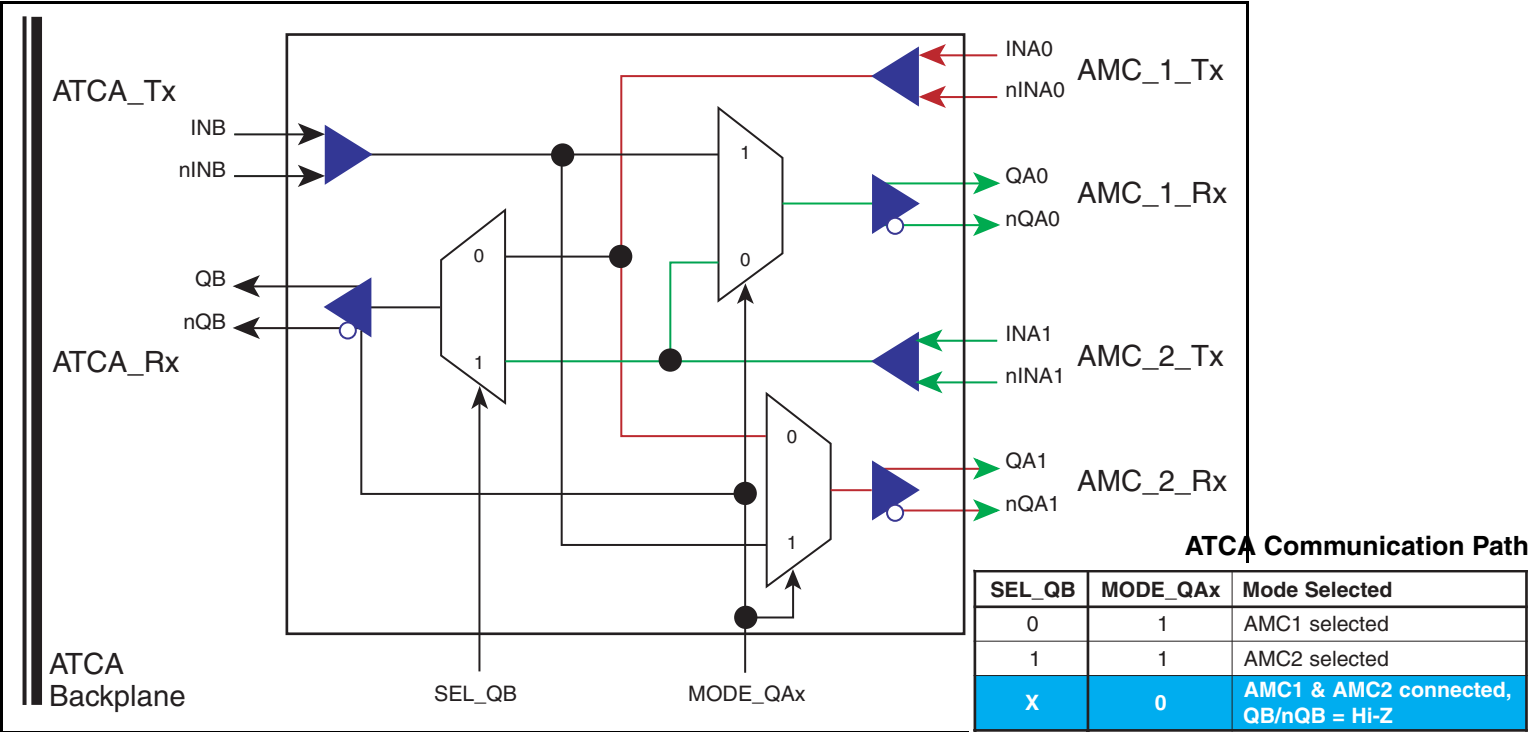 ATCA_Tx
INB
nINB
QB
nQB
ATCA_Rx
ATCA
Backplane
INA0
nINA0
AMC_1_Tx
1
0
QA0
nQA0
AMC_1_Rx
0
1
INA1
nINA1
AMC_2_Tx
0
1
QA1
nQA1
AMC_2_Rx
SEL_QB
MODE_QAx
ATCA Communication Path
SEL_QB MODE_QAx Mode Selected
0 1 AMC1 selected
1 1 AMC2 selected
X 0 AMC1 & AMC2 connected,
QB/nQB = Hi-Z